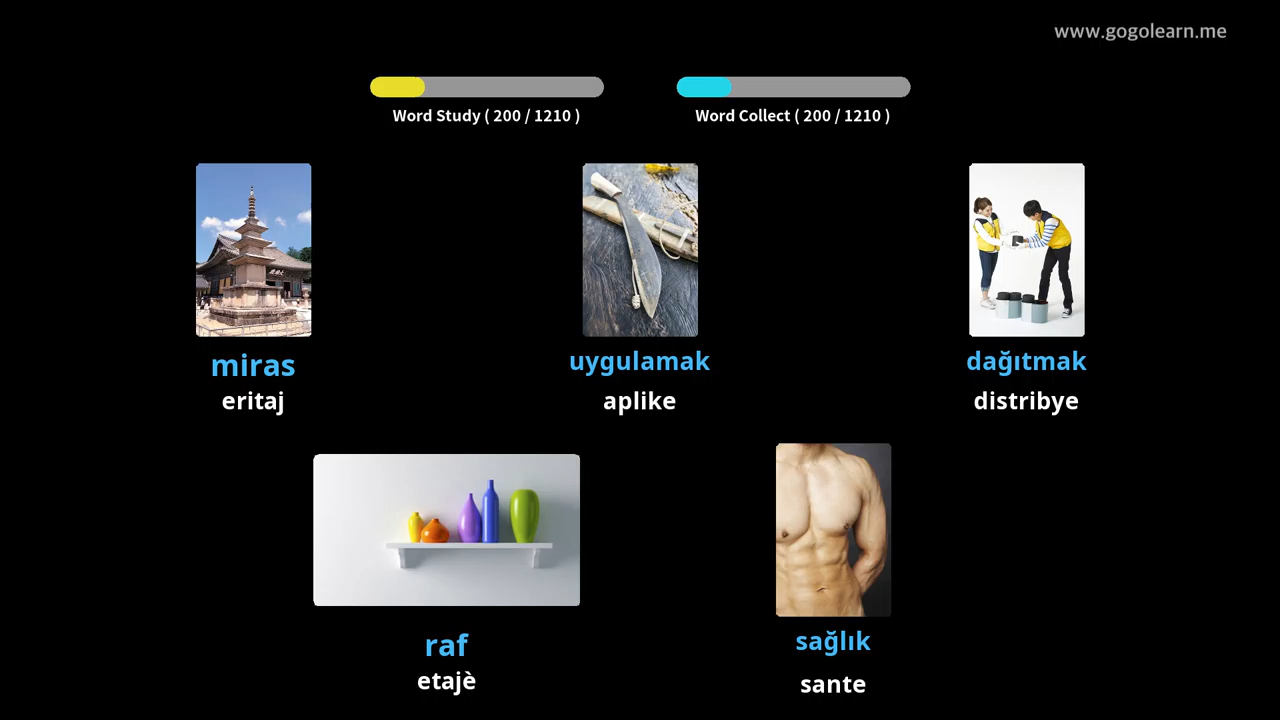 www.gogolearn.me
Word Study ( 200 / 1210 )
Word Collect ( 200 / 1210 )
miras
eritaj
uygulamak
aplike
dağıtmak
distribye
raf
etajè
sağlık
sante